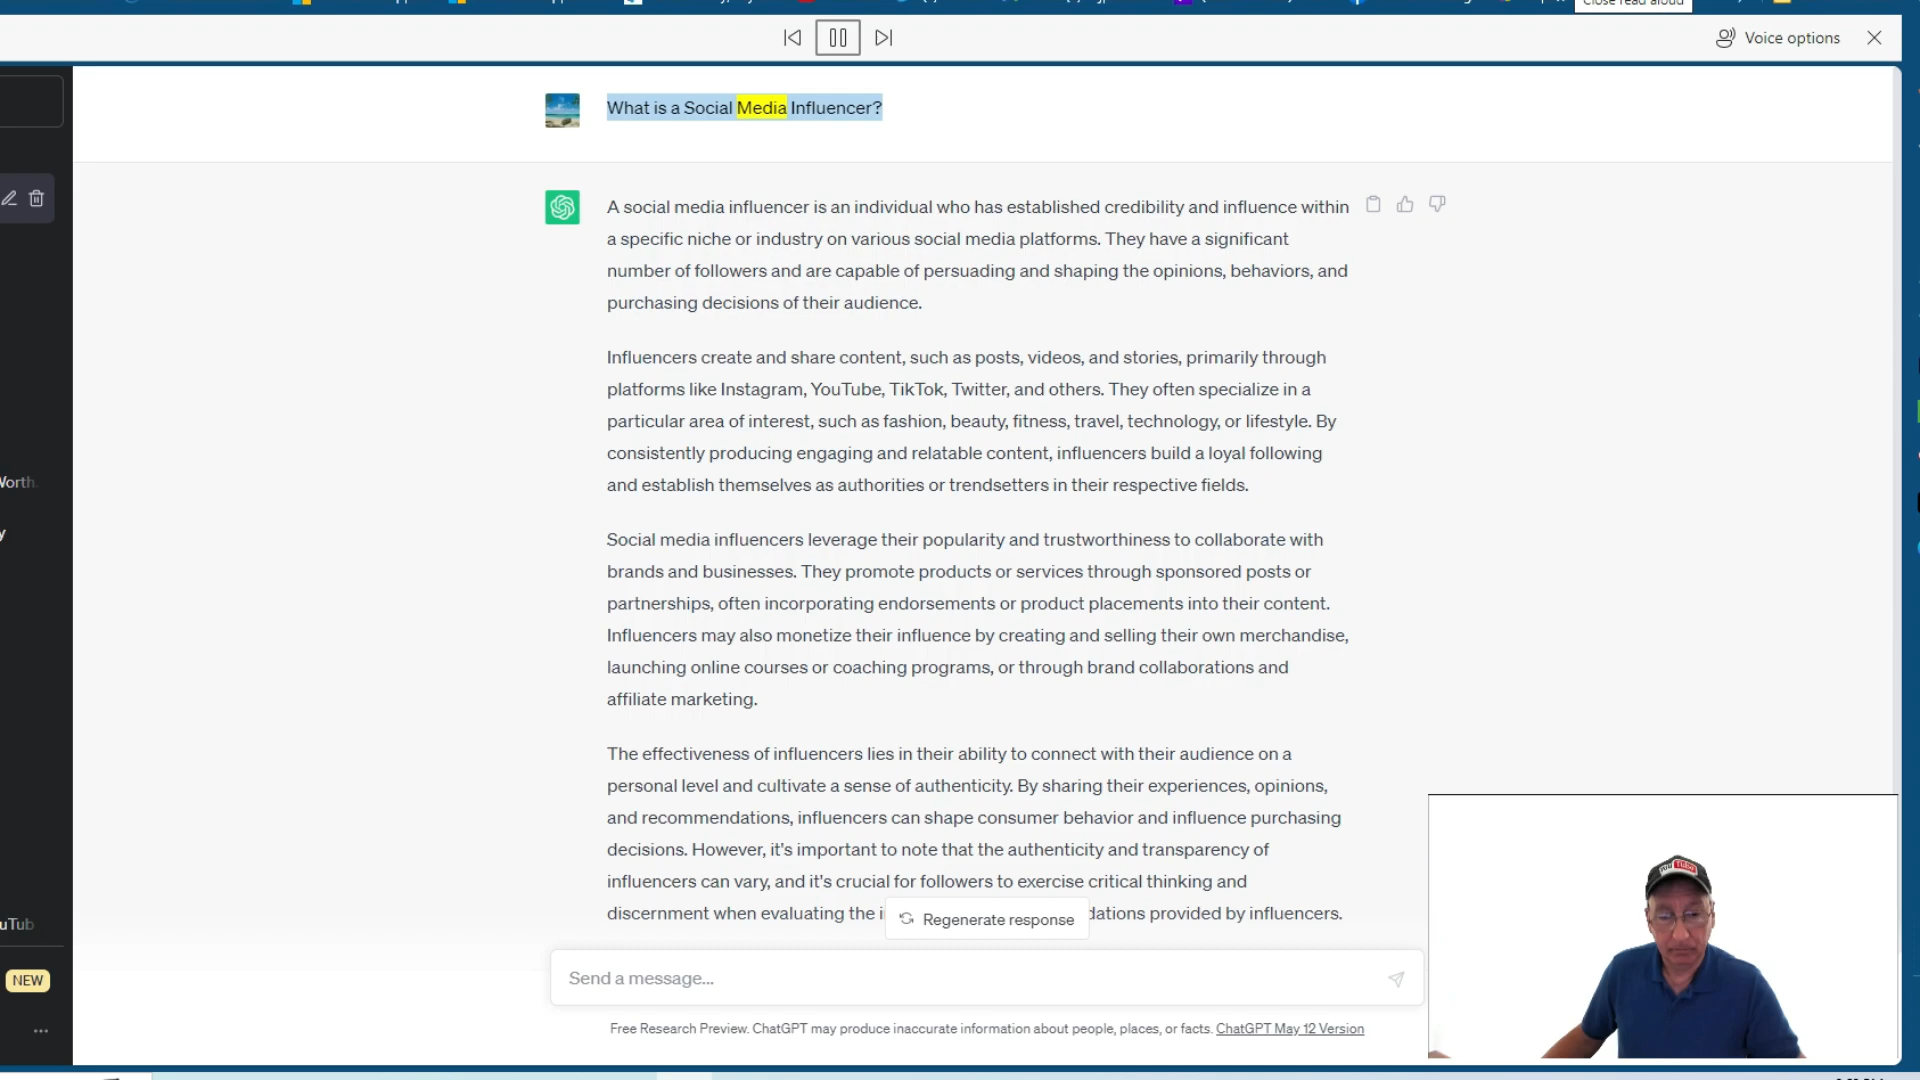 Close read aloud
Voice options
What is a Social Media Influencer?
A social media influencer is an individual who has established credibility and influence within
a specific niche or industry on various social media platforms. They have a significant
number of followers and are capable of persuading and shaping the opinions, behaviors, and
purchasing decisions of their audience.
Influencers create and share content, such as posts, videos, and stories, primarily through
platforms like Instagram, YouTube, TikTok, Twitter, and others. They often specialize in a
particular area of interest, such as fashion, beauty, fitness, travel, technology, or lifestyle. By
consistently producing engaging and relatable content, influencers build a loyal following
and establish themselves as authorities or trendsetters in their respective fields.
Worth.
y
Social media influencers leverage their popularity and trustworthiness to collaborate with
brands and businesses. They promote products or services through sponsored posts or
partnerships, often incorporating endorsements or product placements into their content.
Influencers may also monetize their influence by creating and selling their own merchandise,
launching online courses or coaching programs, or through brand collaborations and
affiliate marketing.
The effectiveness of influencers lies in their ability to connect with their audience on a
personal level and cultivate a sense of authenticity. By sharing their experiences, opinions,
and recommendations, influencers can shape consumer behavior and influence purchasing
decisions. However, it's important to note that the authenticity and transparency of
influencers can vary, and it's crucial for followers to exercise critical thinking and
discernment when evaluating the i Regenerate response dations provided by influencers.
uTub
NEW
Send a message...
Free Research Preview. ChatGPT may produce inaccurate information about people, places, or facts. ChatGPT May 12 Version